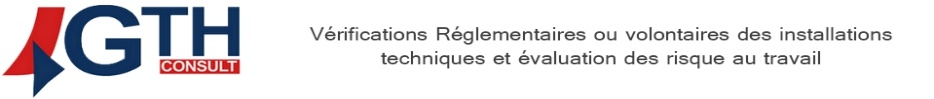 GTH
CONSULT
Vérifications Réglementaires ou volontaires des installations
techniques et évaluation des risque au travail